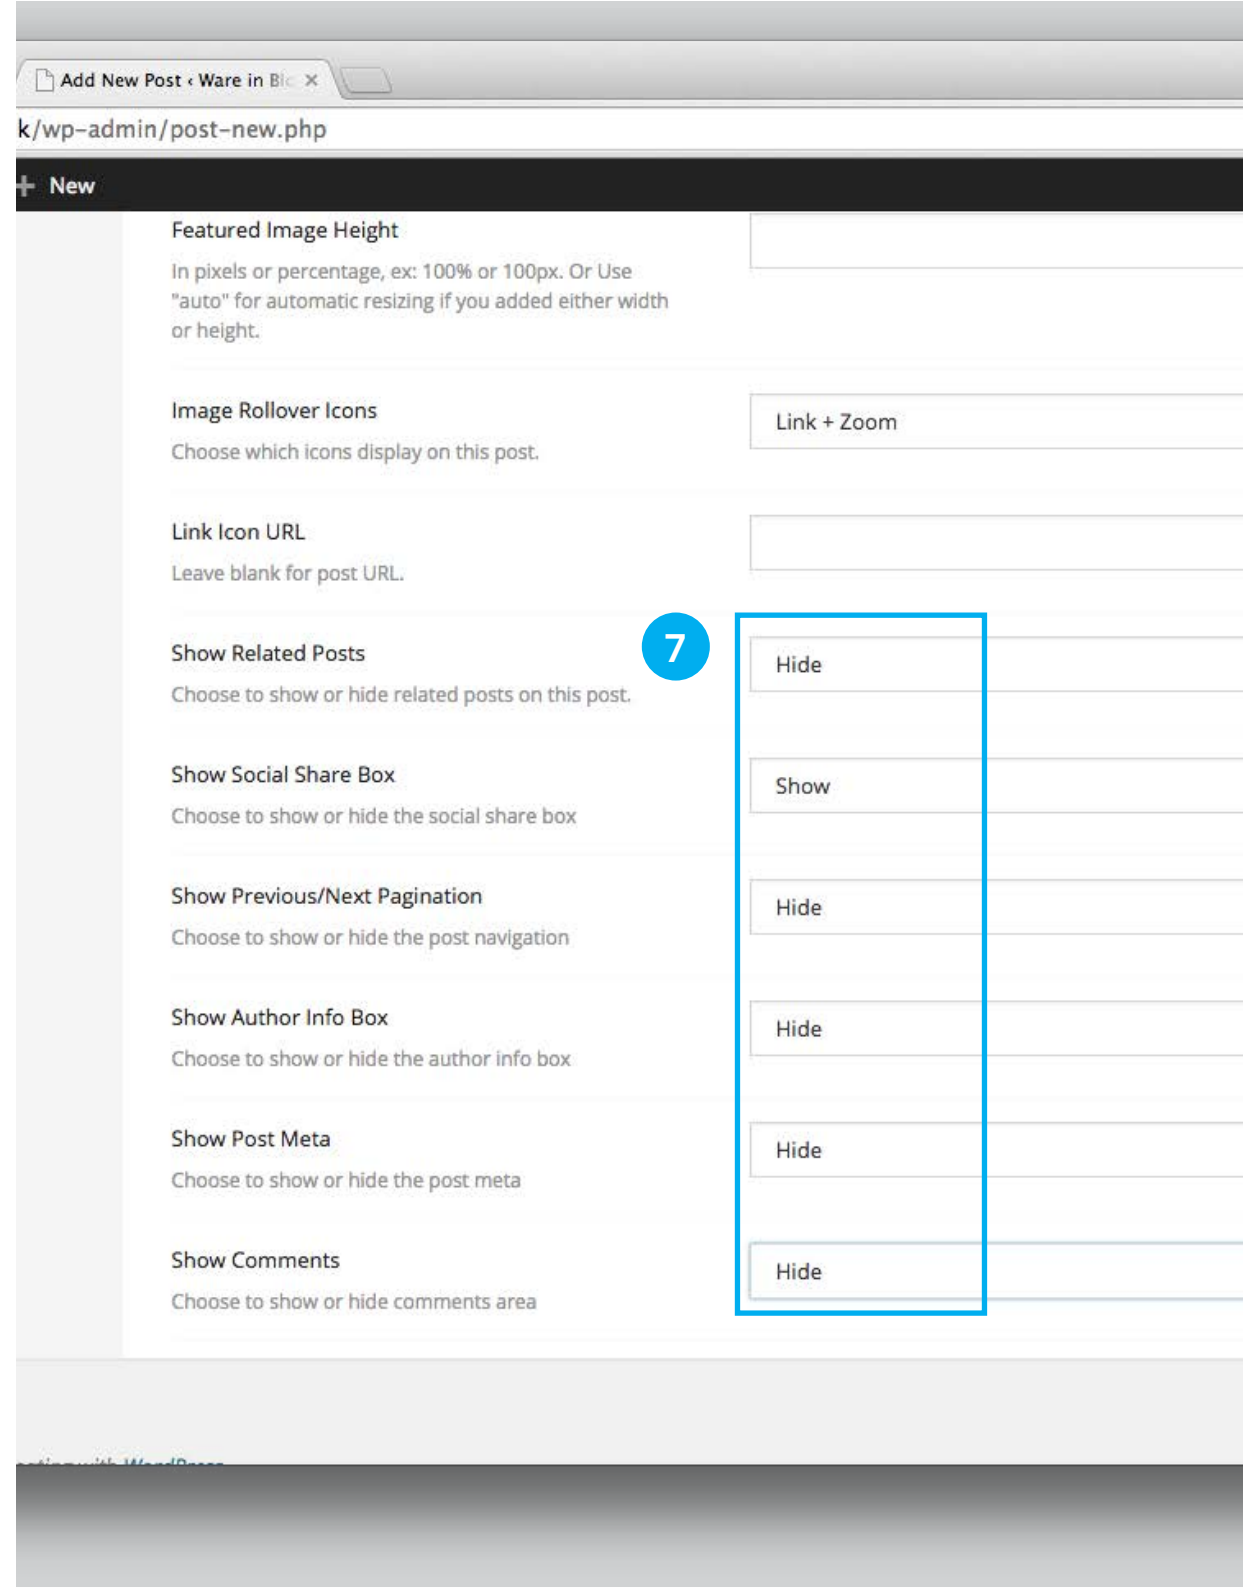 Add New Post ‹ Ware in Blo
k/wp-admin/post-new.php
+ New
Featured Image Height
In pixels or percentage, ex: 100% or 100px. Or Use
"auto" for automatic resizing if you added either width
or height.
Image Rollover Icons
Link + Zoom
Choose which icons display on this post.
Link Icon URL
Leave blank for post URL.
7
Show Related Posts
Hide
Choose to show or hide related posts on this post.
Show Social Share Box
Show
Choose to show or hide the social share box
Show Previous/Next Pagination
Hide
Choose to show or hide the post navigation
Show Author Info Box
Hide
Choose to show or hide the author info box
Show Post Meta
Hide
Choose to show or hide the post meta
Show Comments
Hide
Choose to show or hide comments area
with WordPress